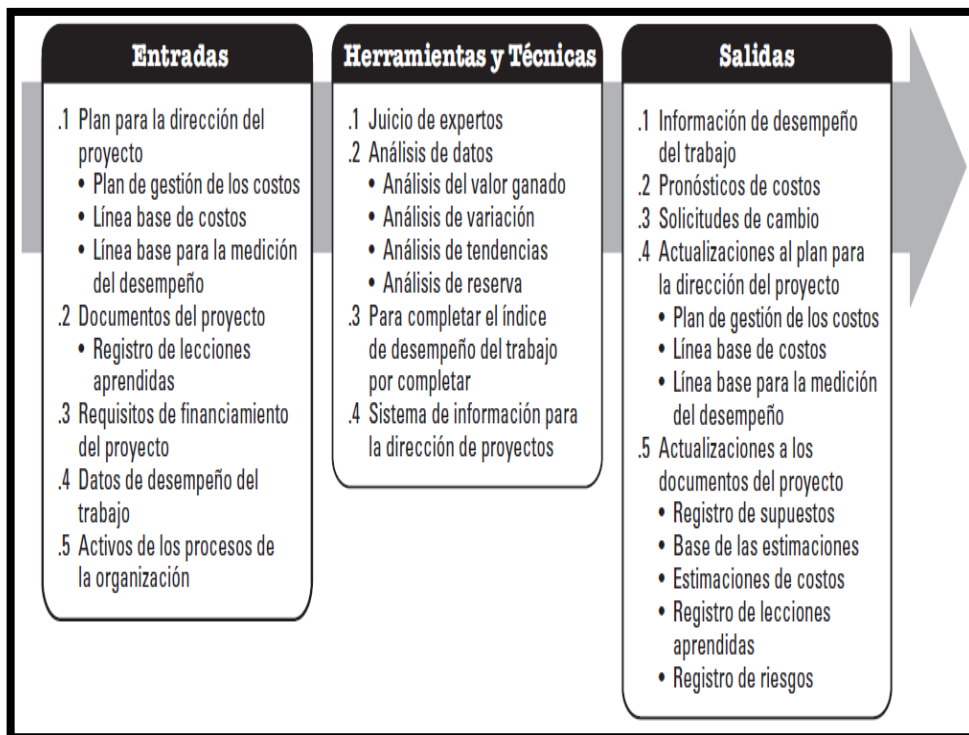 Entradas
.1 Plan para la dirección del
proyecto
• Plan de gestión de los costos
• Línea base de costos
• Línea base para la medición
del desempeño
.2 Documentos del proyecto
• Registro de lecciones
aprendidas
.3 Requisitos de financiamiento
del proyecto
.4 Datos de desempeño del
trabajo
.5 Activos de los procesos de
la organización
Herramientas y Técnicas
.1 Juicio de expertos
.2 Análisis de datos
• Análisis del valor ganado
• Análisis de variación
• Análisis de tendencias
• Análisis de reserva
.3 Para completar el índice
de desempeño del trabajo
por completar
.4 Sistema de información para
la dirección de proyectos
Salidas
.1 Información de desempeño
del trabajo
.2 Pronósticos de costos
.3 Solicitudes de cambio
.4 Actualizaciones al plan para
la dirección del proyecto
• Plan de gestión de los costos
• Línea base de costos
• Línea base para la medición
del desempeño
.5 Actualizaciones a los
documentos del proyecto
• Registro de supuestos
• Base de las estimaciones
• Estimaciones de costos
• Registro de lecciones
aprendidas
• Registro de riesgos